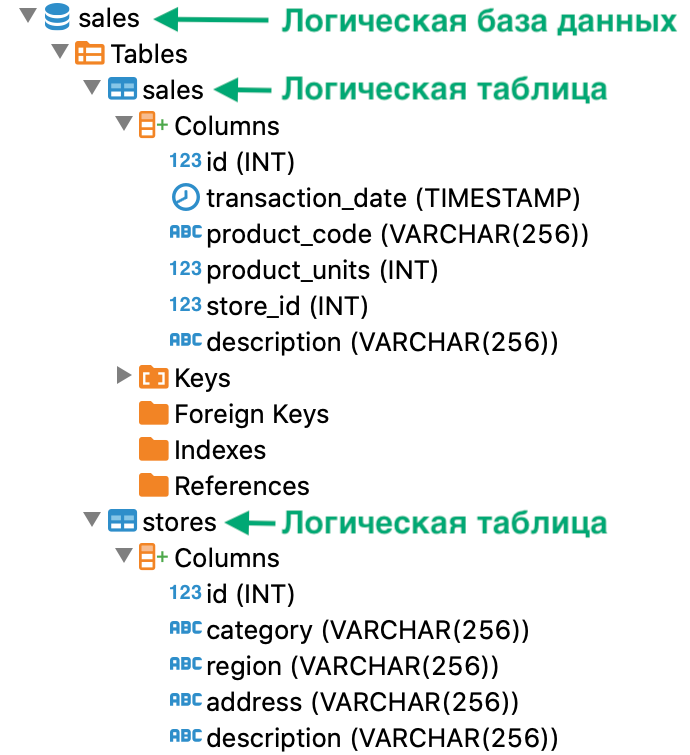 sales Логическая база данных
Tables
sales Логическая таблица
Columns
123 id (INT)
transaction_date (TIMESTAMP)
ABC product_code (VARCHAR(256))
123 product_units (INT)
123 store_id (INT)
ABC description (VARCHAR(256))
Keys
Foreign Keys
Indexes
References
stores Логическая таблица
Columns
123 id (INT)
ABC category (VARCHAR(256))
ABC region (VARCHAR(256))
ABC address (VARCHAR(256))
ABC description (VARCHAR(256))